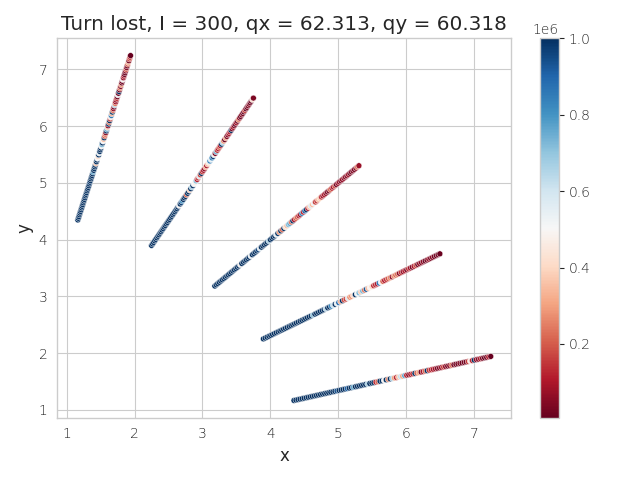 Turn lost, I = 300, qx = 62.313, qy = 60.318
1e6
1.0
0.8
0.6
0.4
0.2
7
6
5
4
3
2
1
y
1 2 3 4 5 6 7
x